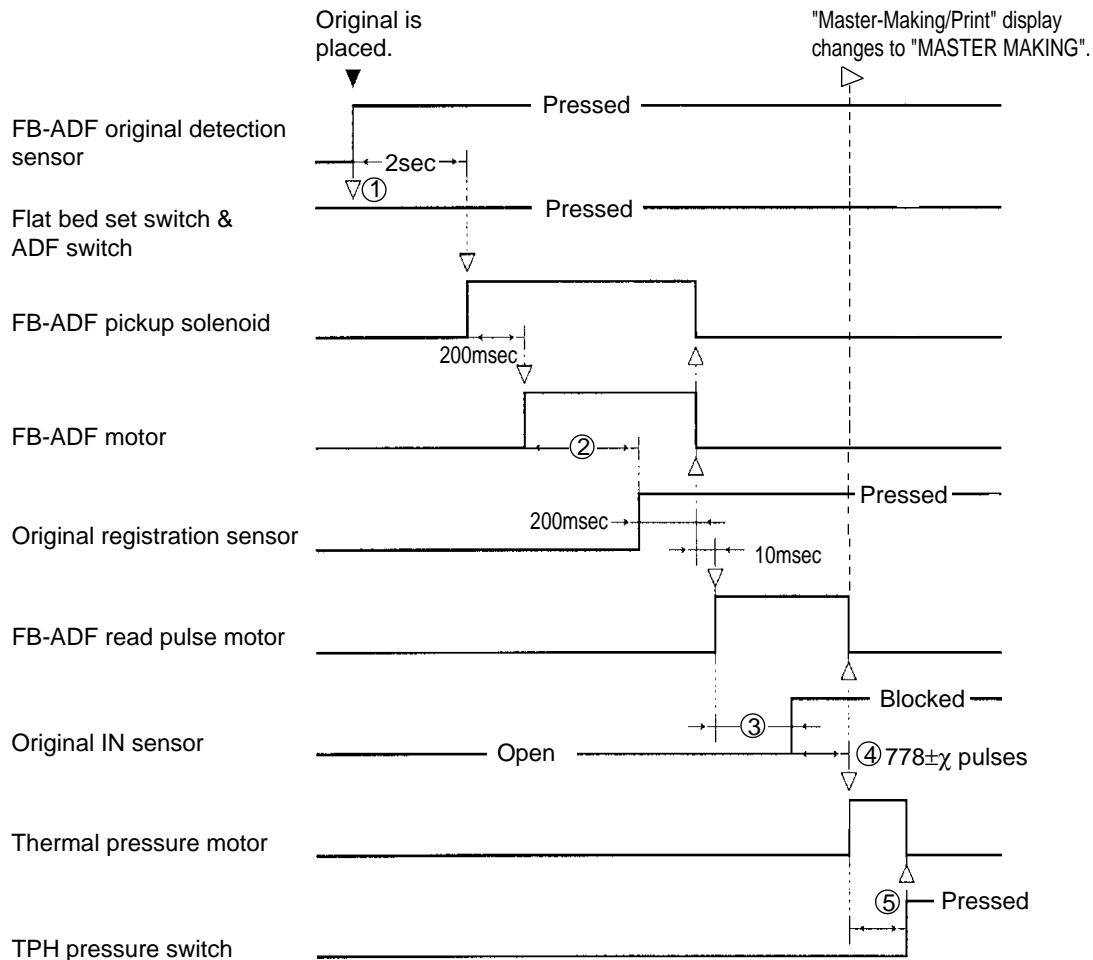 Original is
placed.
"Master-Making/Print" display
changes to "MASTER MAKING".
FB-ADF original detection
sensor
Pressed
2sec
①
Flat bed set switch &
ADF switch
Pressed
FB-ADF pickup solenoid
200msec
FB-ADF motor
②
Original registration sensor
Pressed
200msec
10msec
FB-ADF read pulse motor
Original IN sensor
Open
③
Blocked
④ 778±χ pulses
Thermal pressure motor
TPH pressure switch
⑤
Pressed